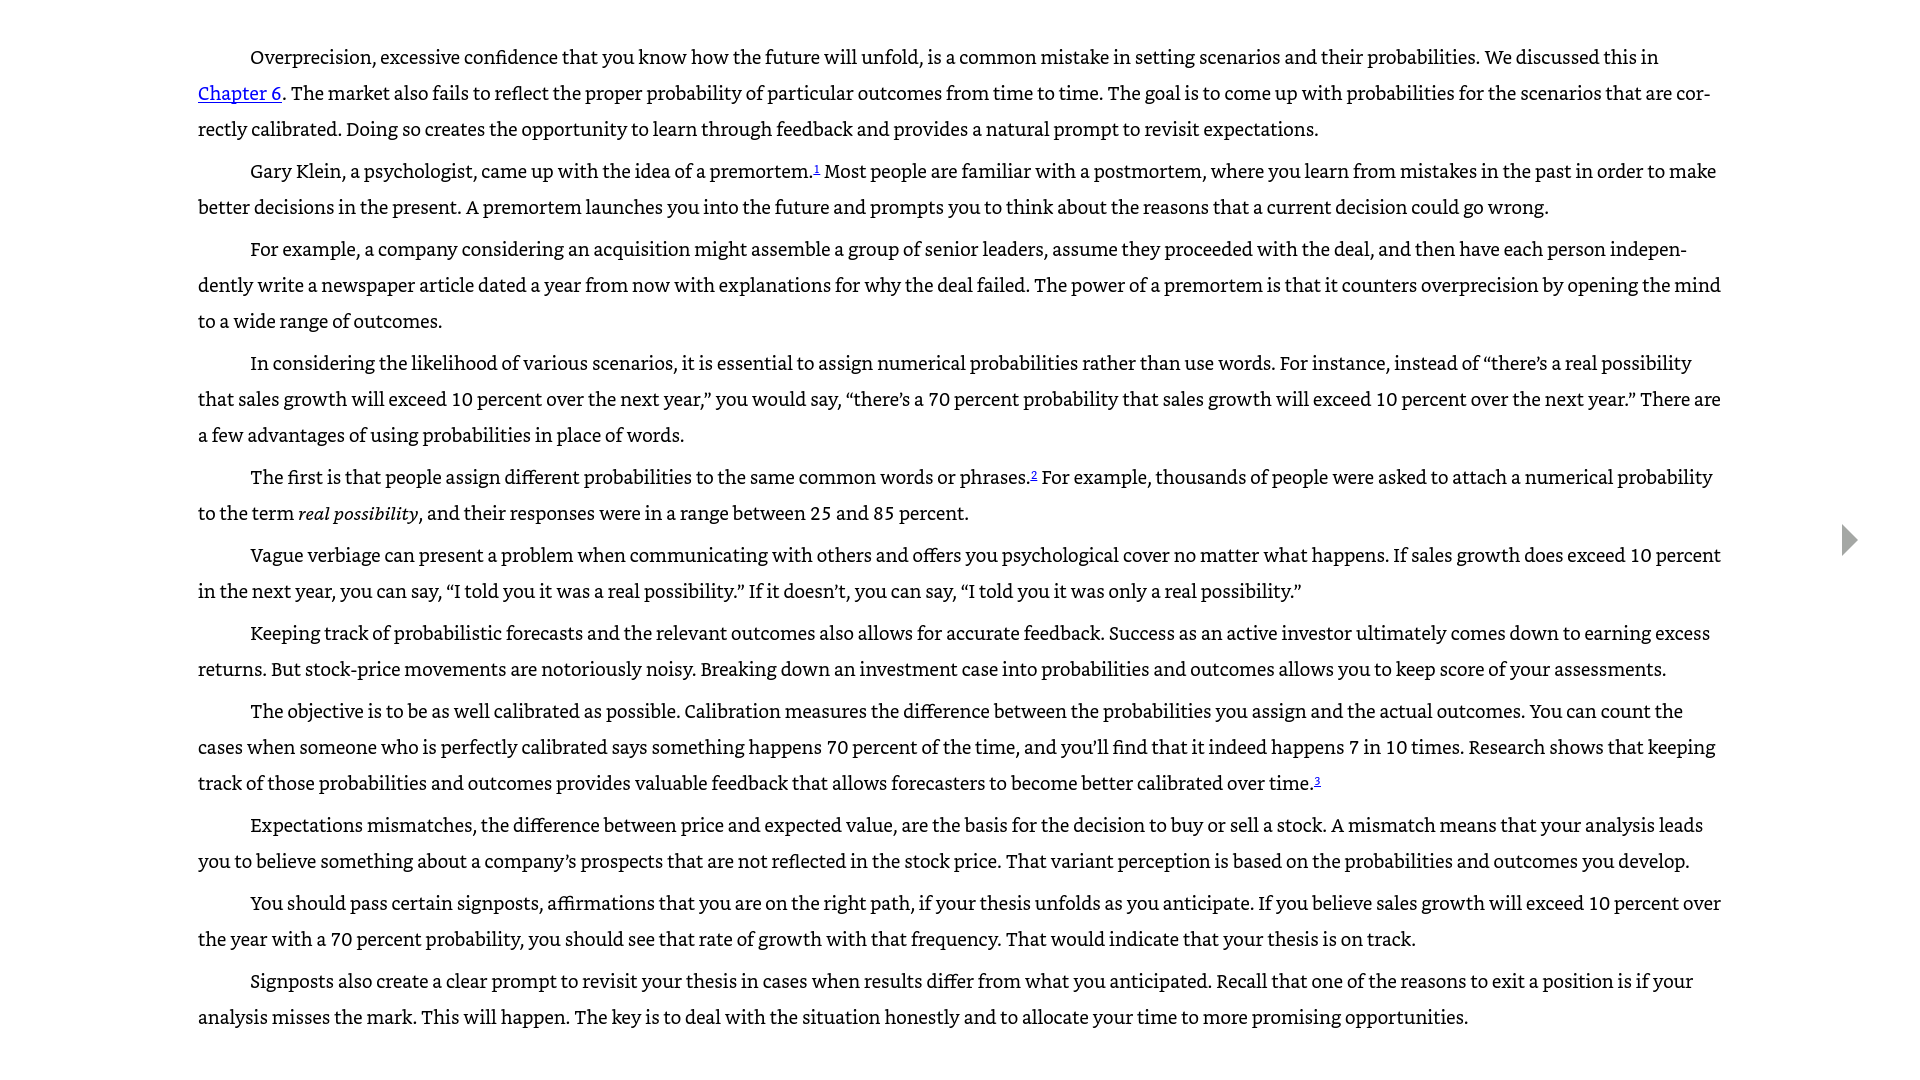 Overprecision, excessive confidence that you know how the future will unfold, is a common mistake in setting scenarios and their probabilities. We discussed this in
Chapter 6. The market also fails to reflect the proper probability of particular outcomes from time to time. The goal is to come up with probabilities for the scenarios that are cor-
rectly calibrated. Doing so creates the opportunity to learn through feedback and provides a natural prompt to revisit expectations.
Gary Klein, a psychologist, came up with the idea of a premortem.1 Most people are familiar with a postmortem, where you learn from mistakes in the past in order to make
better decisions in the present. A premortem launches you into the future and prompts you to think about the reasons that a current decision could go wrong.
For example, a company considering an acquisition might assemble a group of senior leaders, assume they proceeded with the deal, and then have each person indepen-
dently write a newspaper article dated a year from now with explanations for why the deal failed. The power of a premortem is that it counters overprecision by opening the mind
to a wide range of outcomes.
In considering the likelihood of various scenarios, it is essential to assign numerical probabilities rather than use words. For instance, instead of “there’s a real possibility
that sales growth will exceed 10 percent over the next year,” you would say, “there’s a 70 percent probability that sales growth will exceed 10 percent over the next year.” There are
a few advantages of using probabilities in place of words.
The first is that people assign different probabilities to the same common words or phrases.2 For example, thousands of people were asked to attach a numerical probability
to the term real possibility, and their responses were in a range between 25 and 85 percent.
Vague verbiage can present a problem when communicating with others and offers you psychological cover no matter what happens. If sales growth does exceed 10 percent
in the next year, you can say, “I told you it was a real possibility.” If it doesn’t, you can say, “I told you it was only a real possibility.”
Keeping track of probabilistic forecasts and the relevant outcomes also allows for accurate feedback. Success as an active investor ultimately comes down to earning excess
returns. But stock-price movements are notoriously noisy. Breaking down an investment case into probabilities and outcomes allows you to keep score of your assessments.
The objective is to be as well calibrated as possible. Calibration measures the difference between the probabilities you assign and the actual outcomes. You can count the
cases when someone who is perfectly calibrated says something happens 70 percent of the time, and you’ll find that it indeed happens 7 in 10 times. Research shows that keeping
track of those probabilities and outcomes provides valuable feedback that allows forecasters to become better calibrated over time.3
Expectations mismatches, the difference between price and expected value, are the basis for the decision to buy or sell a stock. A mismatch means that your analysis leads
you to believe something about a company’s prospects that are not reflected in the stock price. That variant perception is based on the probabilities and outcomes you develop.
You should pass certain signposts, affirmations that you are on the right path, if your thesis unfolds as you anticipate. If you believe sales growth will exceed 10 percent over
the year with a 70 percent probability, you should see that rate of growth with that frequency. That would indicate that your thesis is on track.
Signposts also create a clear prompt to revisit your thesis in cases when results differ from what you anticipated. Recall that one of the reasons to exit a position is if your
analysis misses the mark. This will happen. The key is to deal with the situation honestly and to allocate your time to more promising opportunities.